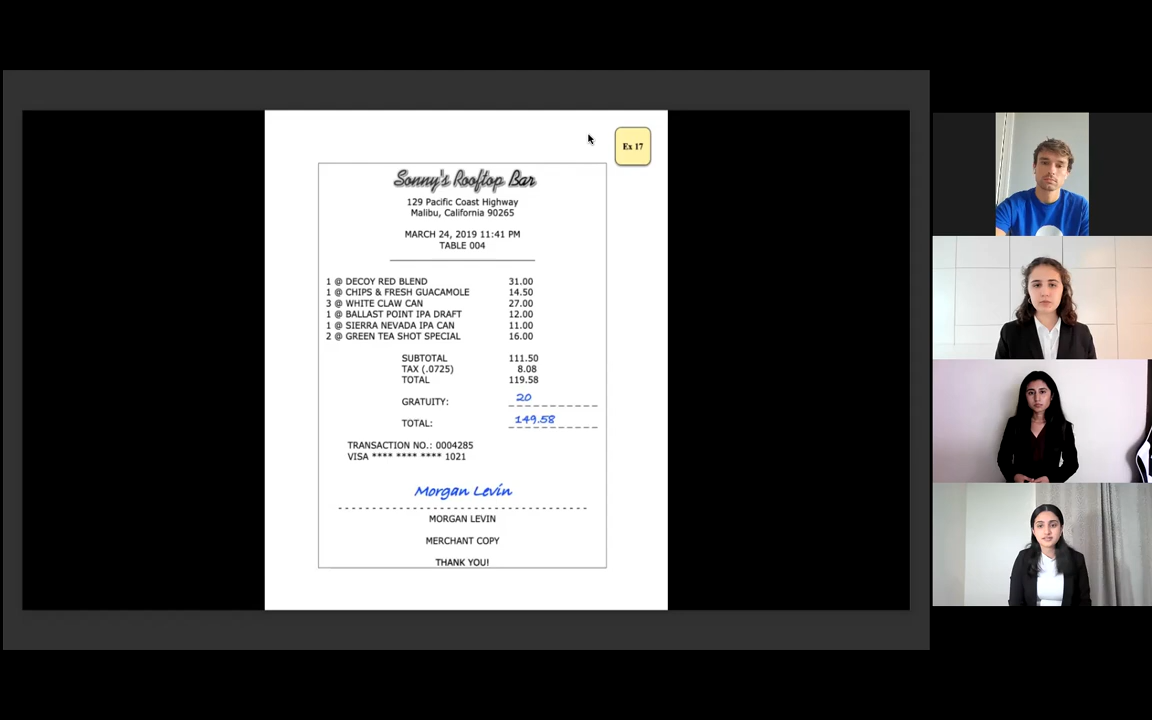 Ex 17
Sonny's Rooftop Bar
129 Pacific Coast Highway
Malibu, California 90265
MARCH 24, 2019 11:41 PM
TABLE 004
1 @ DECOY RED BLEND 31.00
1 @ CHIPS & FRESH GUACAMOLE 14.50
3 @ WHITE CLAW CAN 27.00
1 @ BALLAST POINT IPA DRAFT 12.00
1 @ SIERRA NEVADA IPA CAN 11.00
2 @ GREEN TEA SHOT SPECIAL 16.00
SUBTOTAL 111.50
TAX (.0725) 8.08
TOTAL 119.58
GRATUITY: 20
TOTAL: 149.58
TRANSACTION NO.: 0004285
VISA **** **** **** 1021
Morgan Levin
MORGAN LEVIN
MERCHANT COPY
THANK YOU!